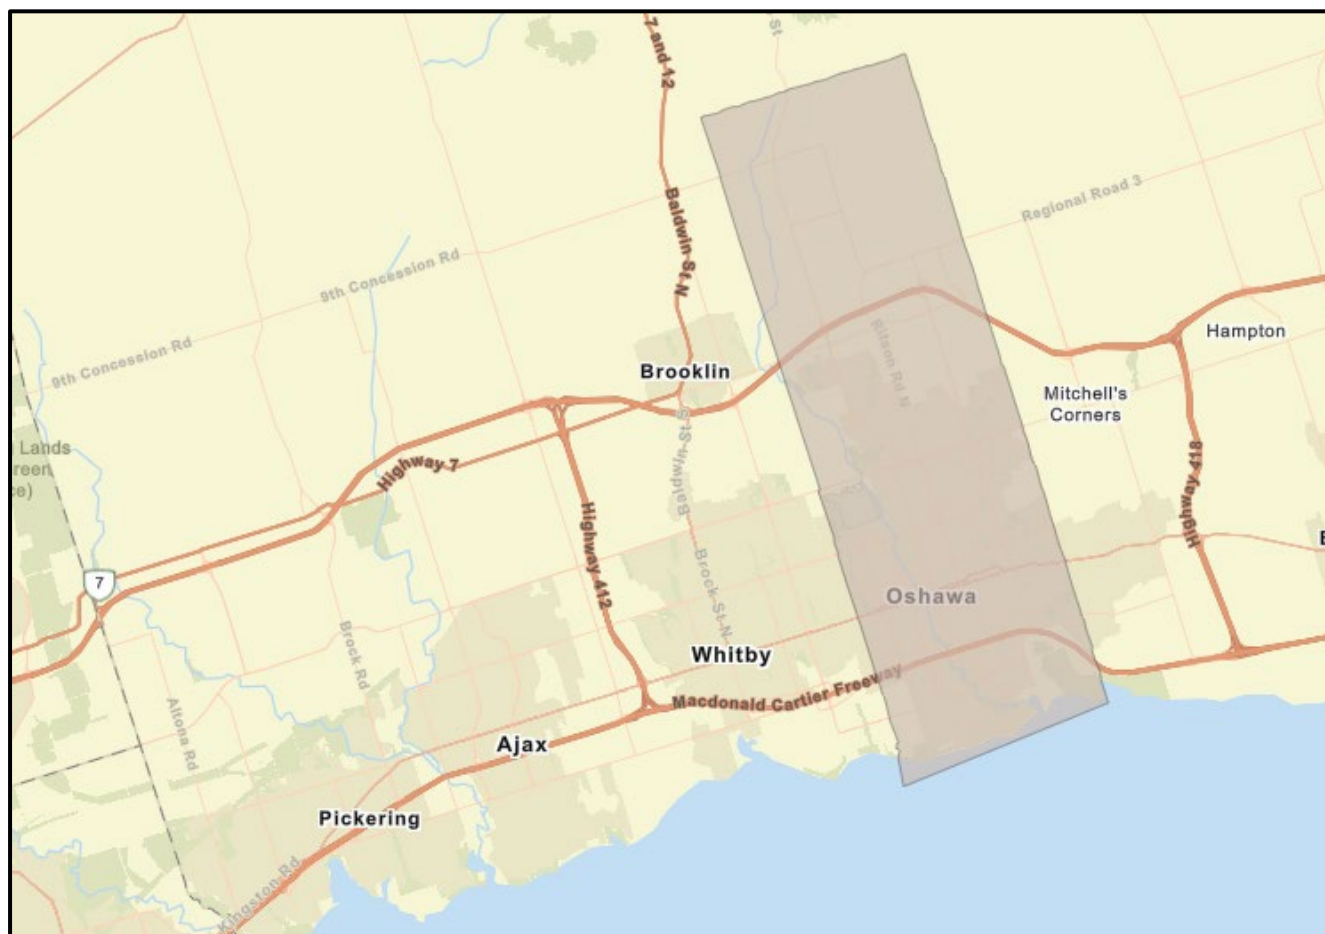 St
7 and 12
Baldwin St N
Regional Road 3
9th Concession Rd
9th Concession Rd
Ritson Rd N
Hampton
Brooklin
Mitchell's
Corners
Lands
Highway 7
Baldwin St S
Highway 412
Highway 418
7
Brock St N
Oshawa
Brock Rd
Whitby
Altona Rd
Macdonald Cartier Freeway
Ajax
Pickering
Kingston Rd